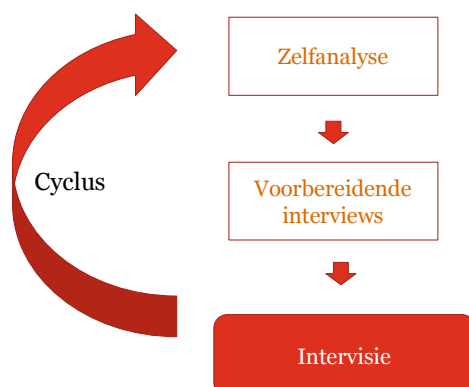 Zelfanalyse
Cyclus
Voorbereidende
interviews
Intervisie